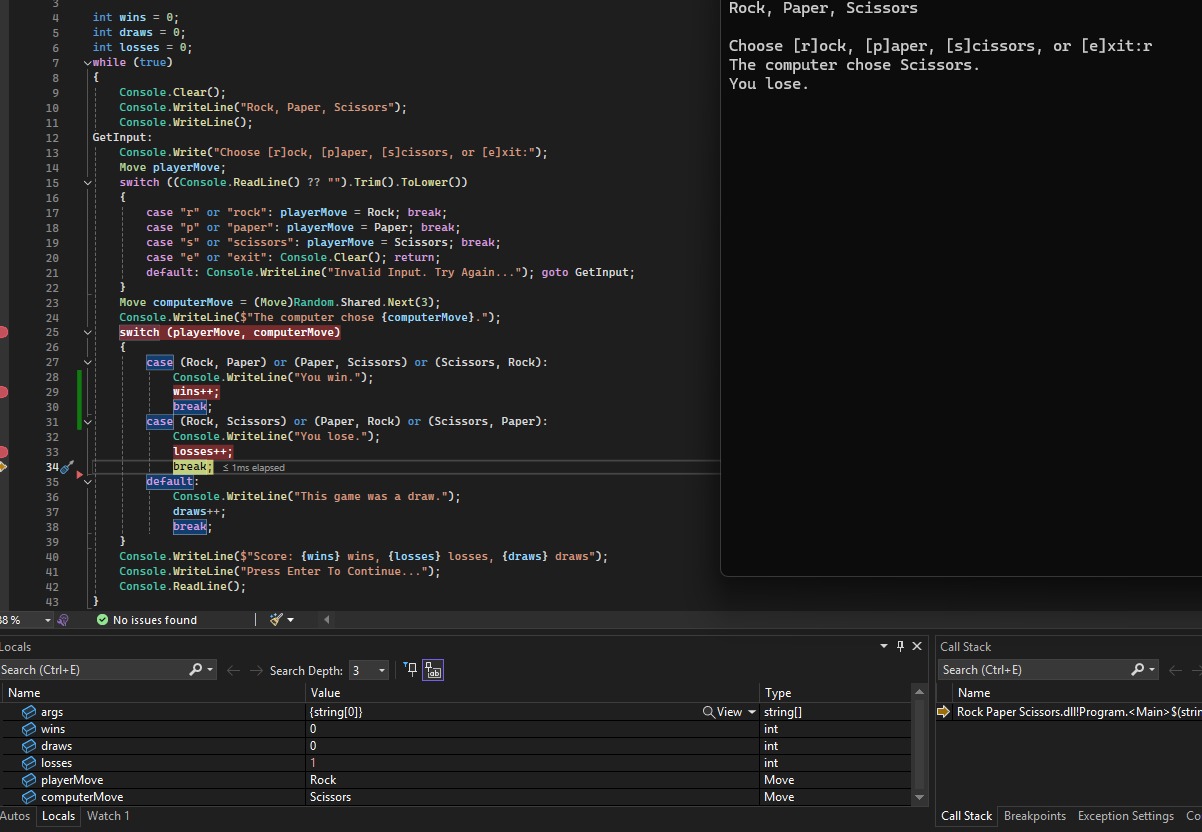 3
4 int wins = 0;
5 int draws = 0;
6 int losses = 0;
7 while (true)
8 {
9 Console.Clear();
10 Console.WriteLine("Rock, Paper, Scissors");
11 Console.WriteLine();
12 GetInput:
13 Console.Write("Choose [r]ock, [p]aper, [s]cissors, or [e]xit:");
14 Move playerMove;
15 switch ((Console.ReadLine() ?? "").Trim().ToLower())
16 {
17 case "r" or "rock": playerMove = Rock; break;
18 case "p" or "paper": playerMove = Paper; break;
19 case "s" or "scissors": playerMove = Scissors; break;
20 case "e" or "exit": Console.Clear(); return;
21 default: Console.WriteLine("Invalid Input. Try Again..."); goto GetInput;
22 }
23 Move computerMove = (Move)Random.Shared.Next(3);
24 Console.WriteLine($"The computer chose {computerMove}.");
25 switch (playerMove, computerMove)
26 {
27 case (Rock, Paper) or (Paper, Scissors) or (Scissors, Rock):
28 Console.WriteLine("You win.");
29 wins++;
30 break;
31 case (Rock, Scissors) or (Paper, Rock) or (Scissors, Paper):
32 Console.WriteLine("You lose.");
33 losses++;
34 break; ≤ 1ms elapsed
35 default:
36 Console.WriteLine("This game was a draw.");
37 draws++;
38 break;
39 }
40 Console.WriteLine($"Score: {wins} wins, {losses} losses, {draws} draws");
41 Console.WriteLine("Press Enter To Continue...");
42 Console.ReadLine();
43 }
Rock, Paper, Scissors
Choose [r]ock, [p]aper, [s]cissors, or [e]xit:r
The computer chose Scissors.
You lose.
38 % No issues found
Locals
Search (Ctrl+E) Search Depth: 3
Name Value Type
args {string[0]} View string[]
wins 0 int
draws 0 int
losses 1 int
playerMove Rock Move
computerMove Scissors Move
Autos Locals Watch 1
Call Stack
Search (Ctrl+E)
Name
Rock Paper Scissors.dll!Program.<Main>$(strin
Call Stack Breakpoints Exception Settings Co